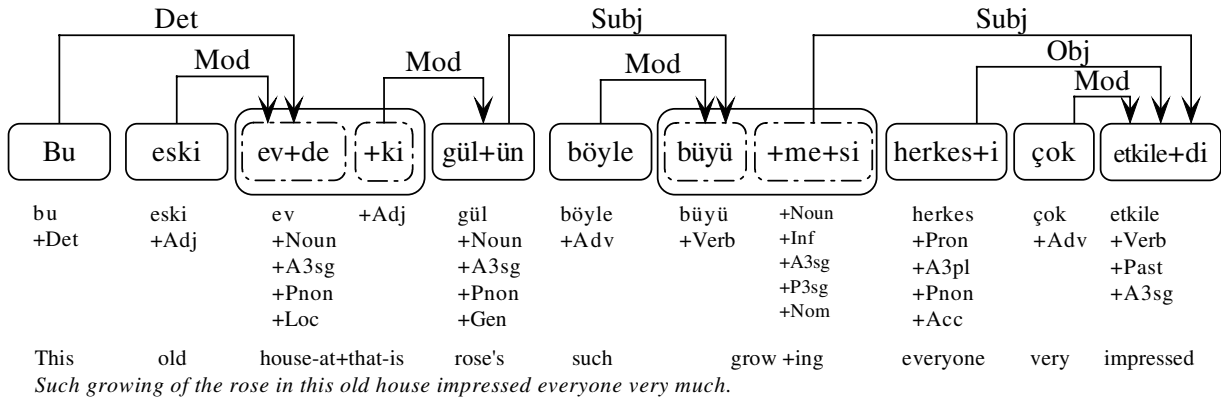 Det Subj Subj
Mod Mod Mod Obj
Mod
Bu eski ev+de +ki gül+ün böyle büyü +me+si herkes+i çok etkile+di
bu eski ev +Adj gül böyle büyü +Noun herkes çok etkile
+Det +Adj +Noun +Noun +Adv +Verb +Inf +Pron +Adv +Verb
+A3sg +A3sg +A3sg +A3pl +Past
+Pnon +Pnon +P3sg +Pnon +A3sg
+Loc +Gen +Nom +Acc
This old house-at+that-is rose's such grow +ing everyone very impressed
Such growing of the rose in this old house impressed everyone very much.